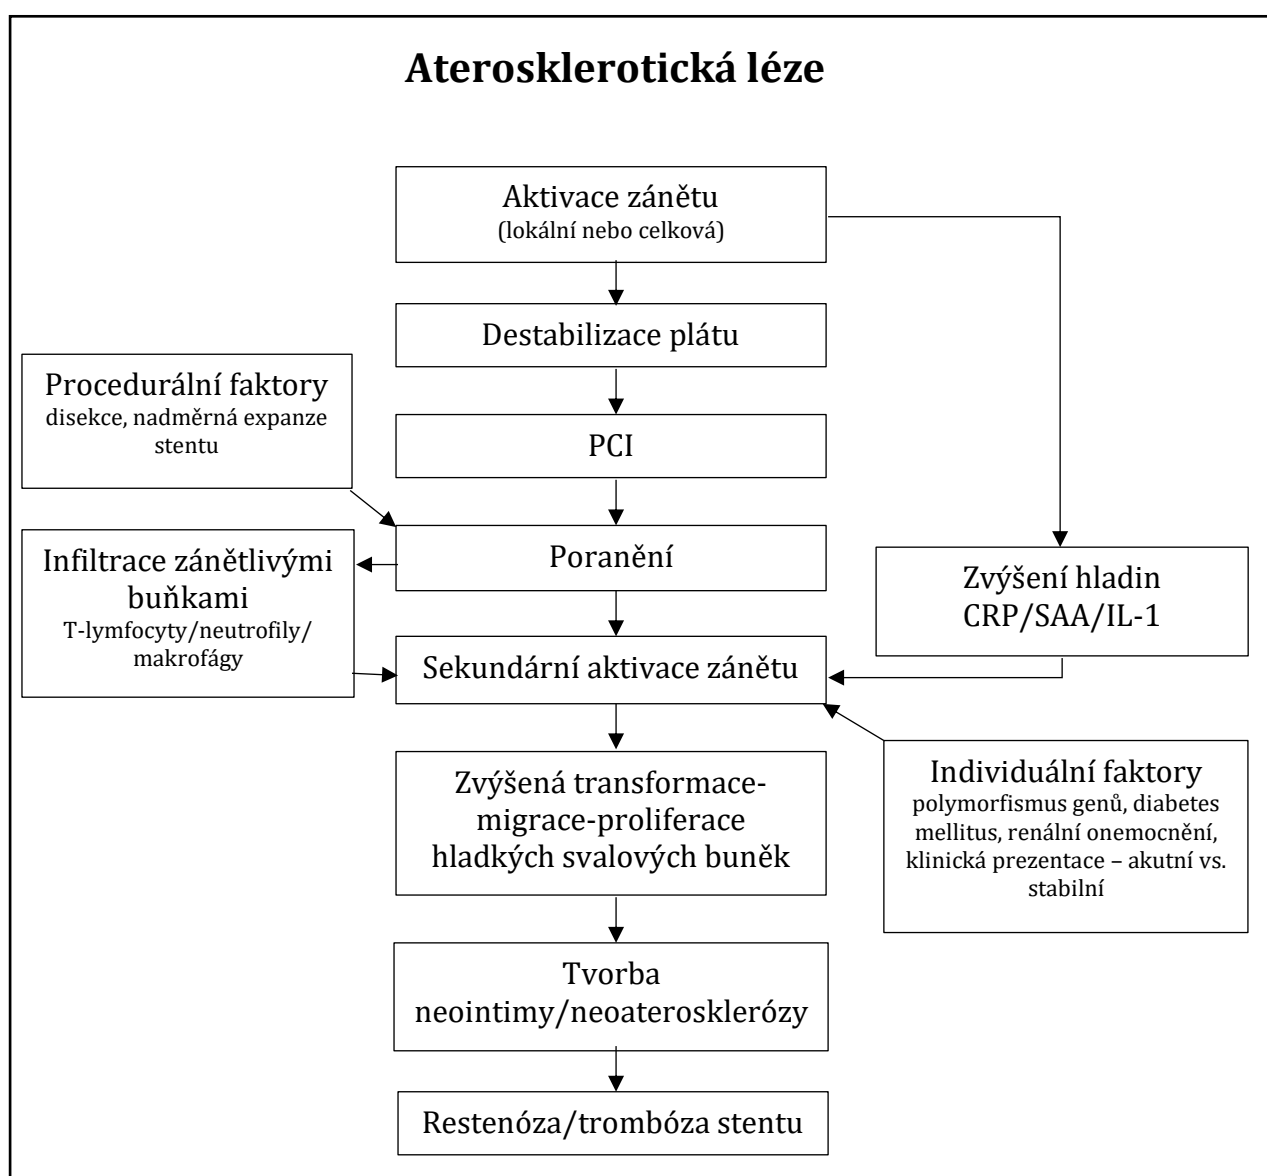 Aterosklerotická léze
Aktivace zánětu
(lokální nebo celková)
Destabilizace plátu
Procedurální faktory
disekce, nadměrná expanze
stentu
PCI
Poranění
Infiltrace zánětlivými
buňkami
T-lymfocyty/neutrofily/
makrofágy
Zvýšení hladin
CRP/SAA/IL-1
Sekundární aktivace zánětu
Zvýšená transformace-
migrace-proliferace
hladkých svalových buněk
Individuální faktory
polymorfismus genů, diabetes
mellitus, renální onemocnění,
klinická prezentace – akutní vs.
stabilní
Tvorba
neointimy/neoaterosklerózy
Restenóza/trombóza stentu